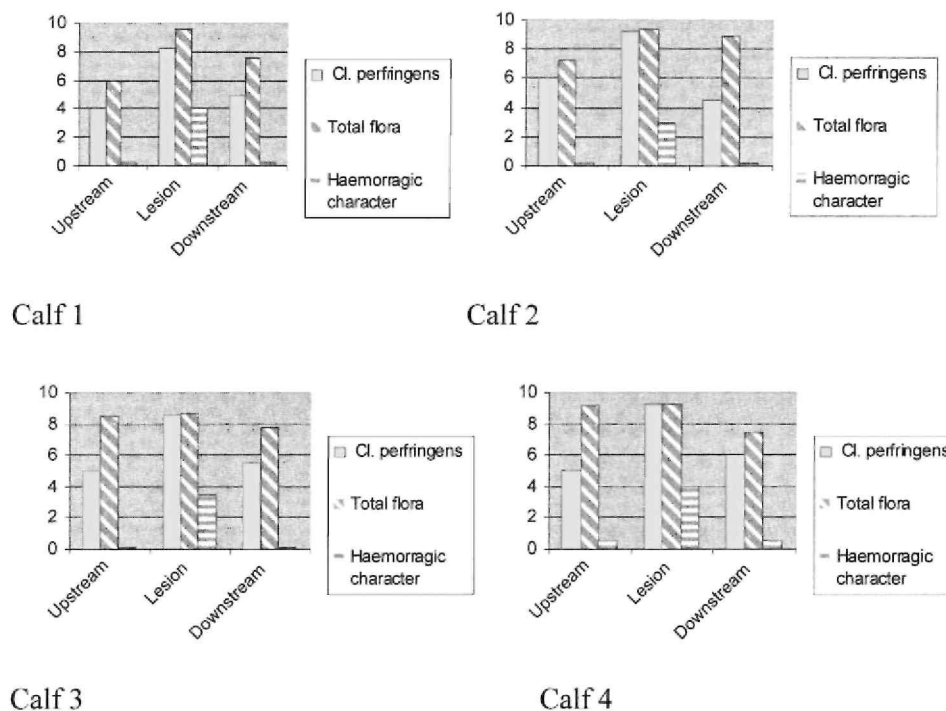 10
8
6
4
2
0
Upstream
Lesion
Downstream
Cl. perfringens
Total flora
Haemorragic
character
Calf 1
10
8
6
4
2
0
Upstream
Lesion
Downstream
Cl. perfringens
Total flora
Haemorragic
character
Calf 2
10
8
6
4
2
0
Upstream
Lesion
Downstream
Cl. perfringens
Total flora
Haemorragic
character
Calf 3
10
8
6
4
2
0
Upstream
Lesion
Downstream
Cl. perfringens
Total flora
Haemorragic
character
Calf 4